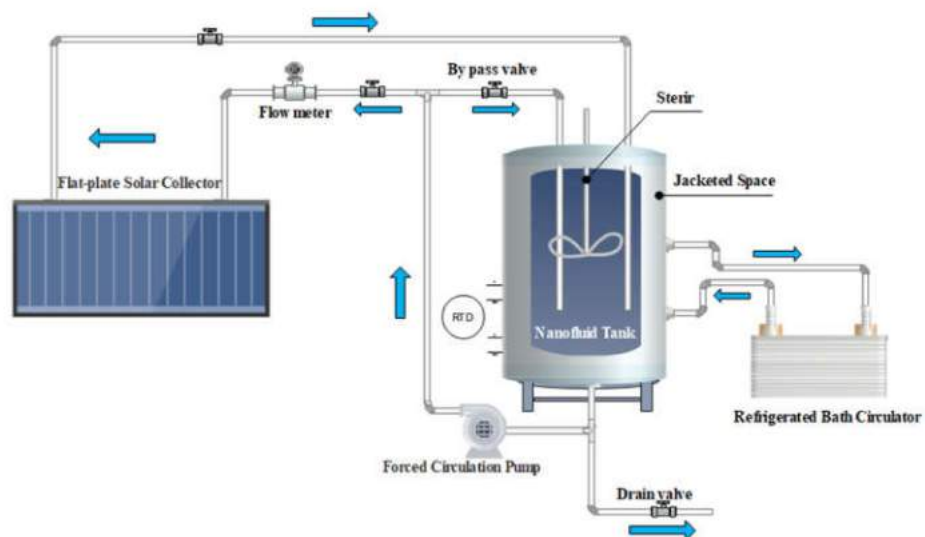 By pass valve
Sterir
Flow meter
Jacketed Space
Flat-plate Solar Collector
RTD
Nanofluid Tank
Refrigerated Bath Circulator
Forced Circulation Pump
Drain valve